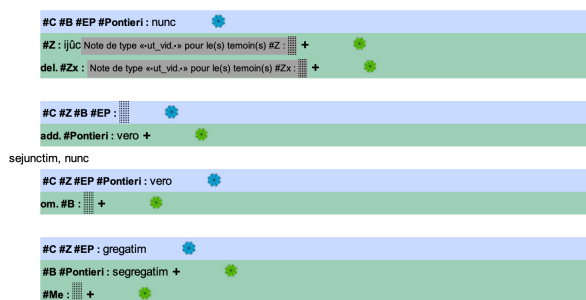 #C #B #EP #Pontieri : nunc
#Z : ijûc Note de type «-ut_vid.-» pour le(s) temoin(s) #Z : +
del. #Zx : Note de type «-ut_vid.-» pour le(s) temoin(s) #Zx : +
#C #Z #B #EP :
add. #Pontieri : vero +
sejunctim, nunc
#C #Z #EP #Pontieri : vero
om. #B : +
#C #Z #EP : gregatim
#B #Pontieri : segregatim +
#Me : +